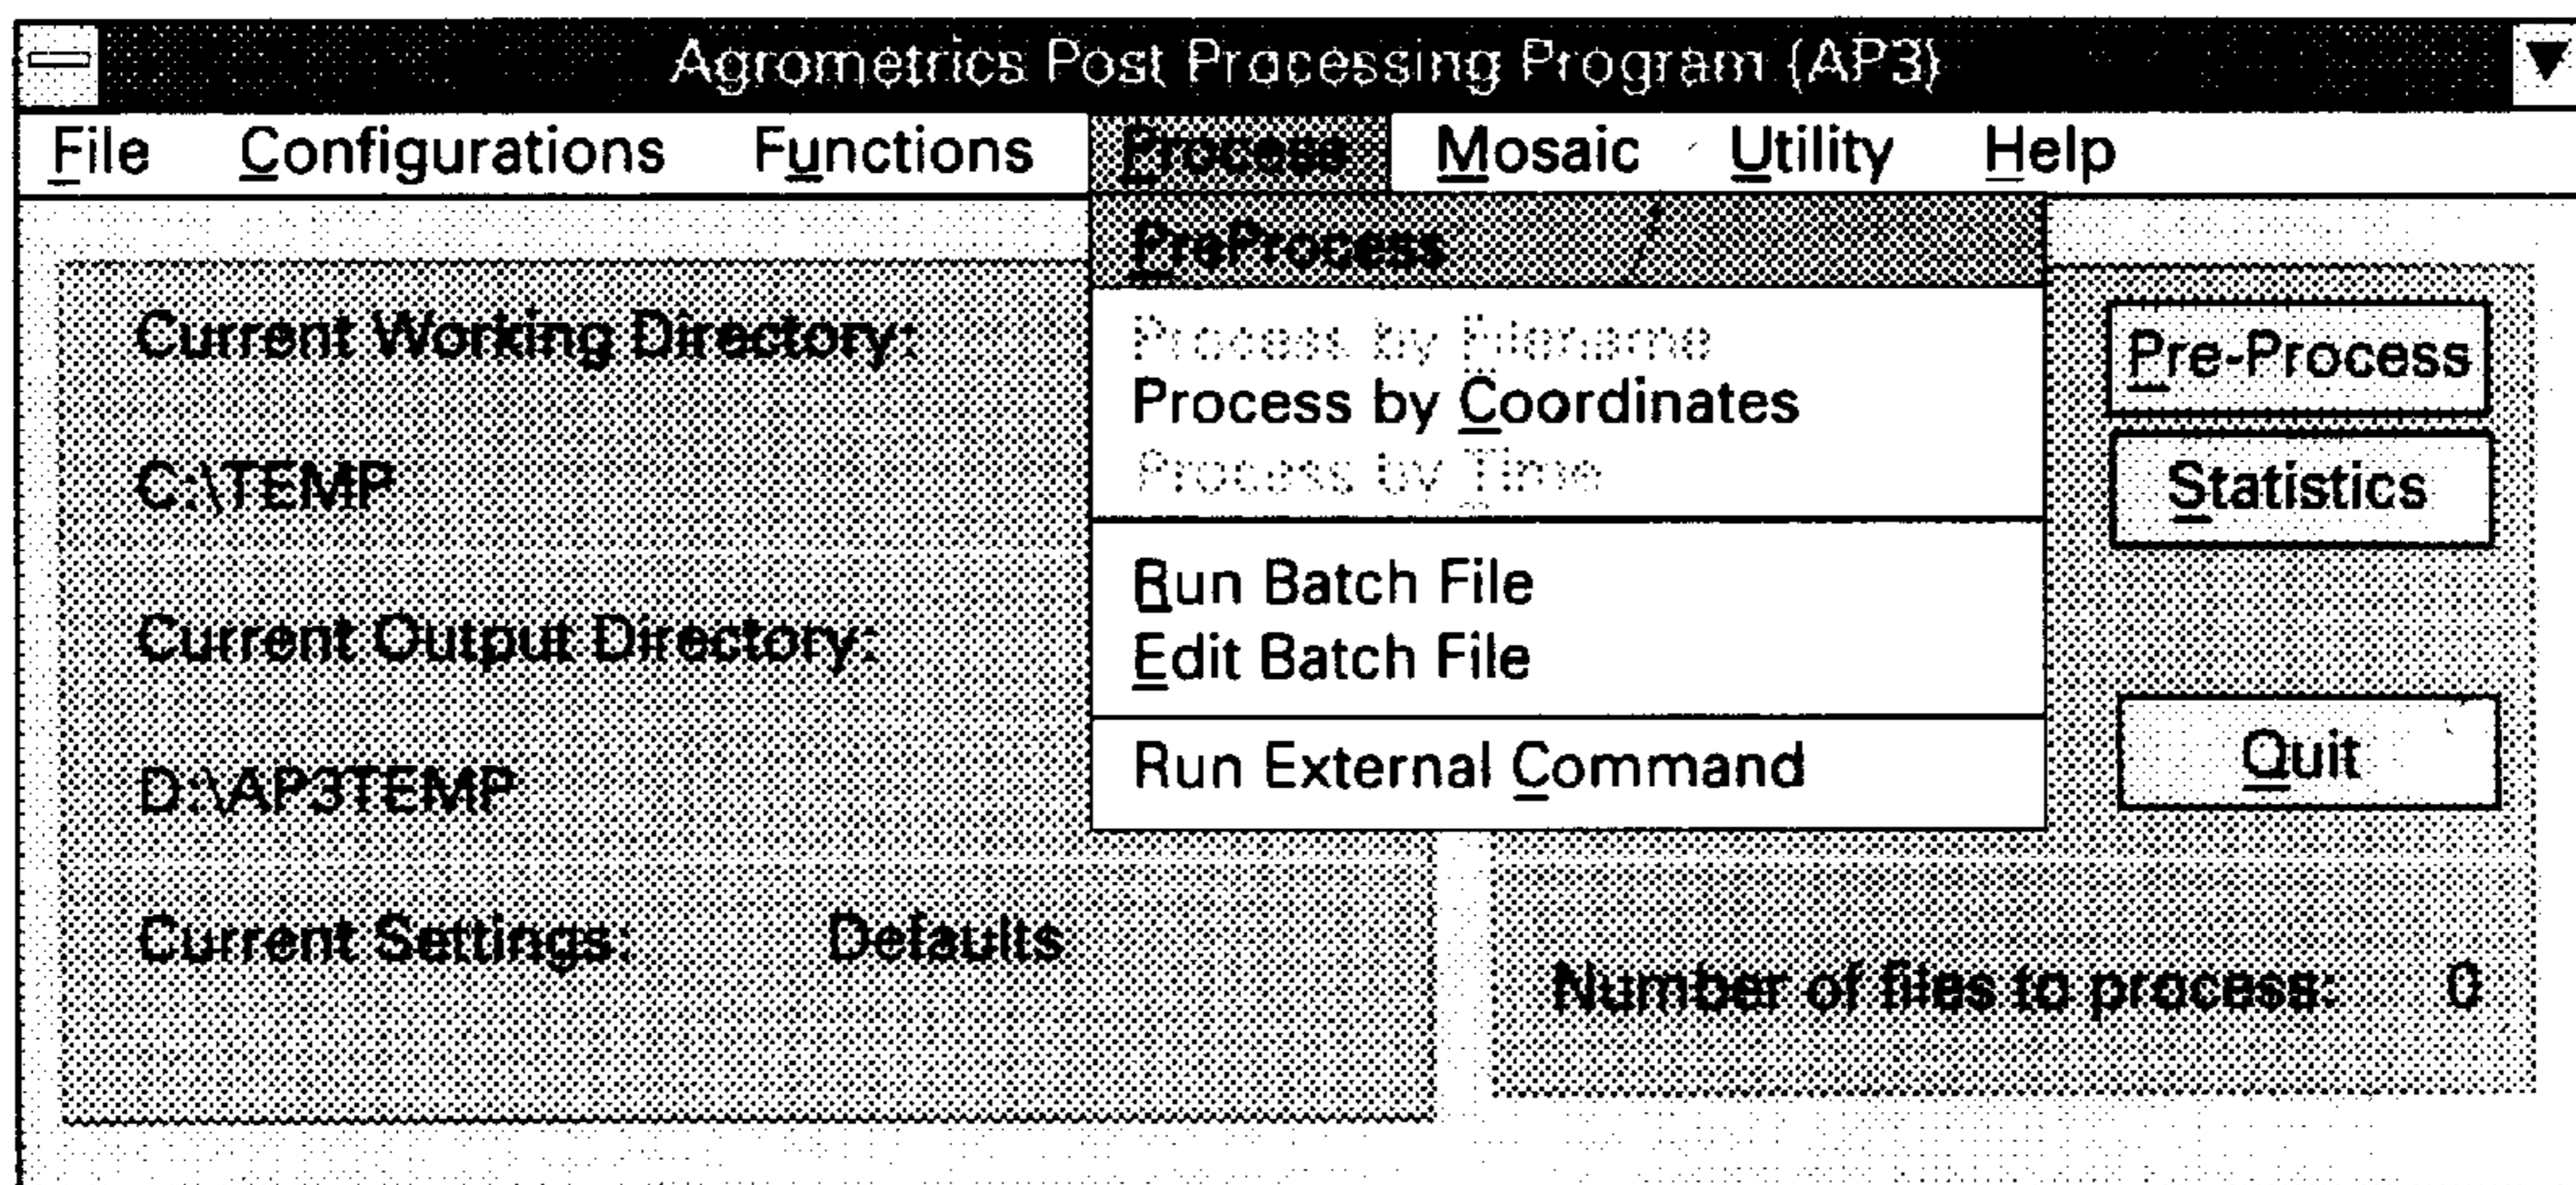 Agrometrics Post Processing Program (AP3)
File Configurations Functions Process Mosaic Utility Help
PreProcess
Process by Filename
Process by Coordinates
Process by Time
Run Batch File
Edit Batch File
Run External Command
Current Working Directory:
C:\TEMP
Current Output Directory:
D:\AP3TEMP
Current Settings: Defaults
Pre-Process
Statistics
Quit
Number of files to process: 0